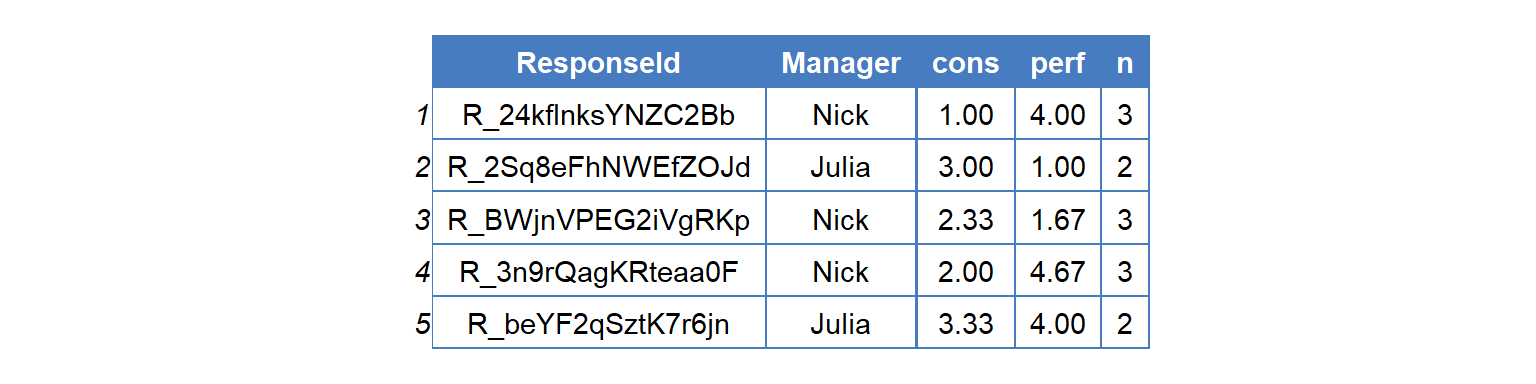 ResponseId Manager cons perf n
1 R_24kflnksYNZC2Bb Nick 1.00 4.00 3
2 R_2Sq8eFhNWEfZOJd Julia 3.00 1.00 2
3 R_BWjnVPEG2iVgRKp Nick 2.33 1.67 3
4 R_3n9rQagKRteaa0F Nick 2.00 4.67 3
5 R_beYF2qSztK7r6jn Julia 3.33 4.00 2